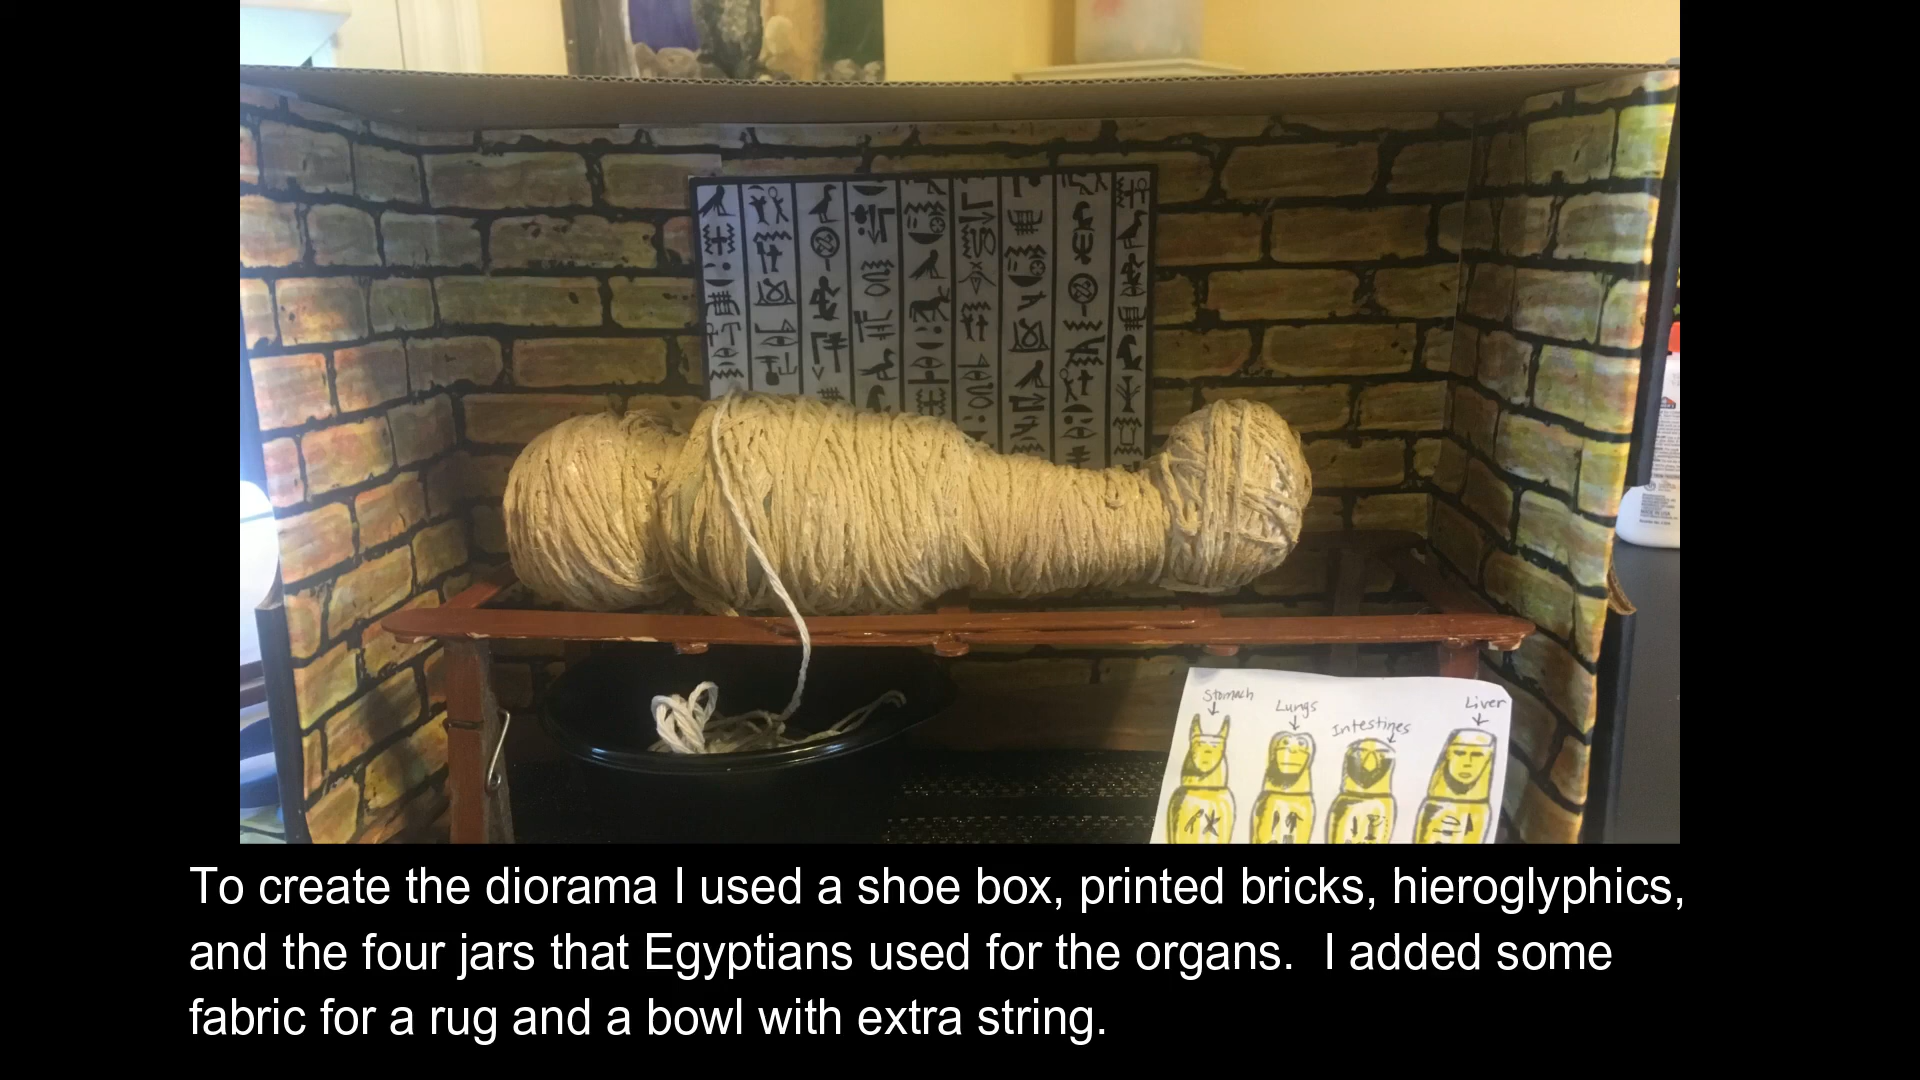 Stomach
Lungs
Intestines
Liver
To create the diorama I used a shoe box, printed bricks, hieroglyphics,
and the four jars that Egyptians used for the organs.  I added some
fabric for a rug and a bowl with extra string.